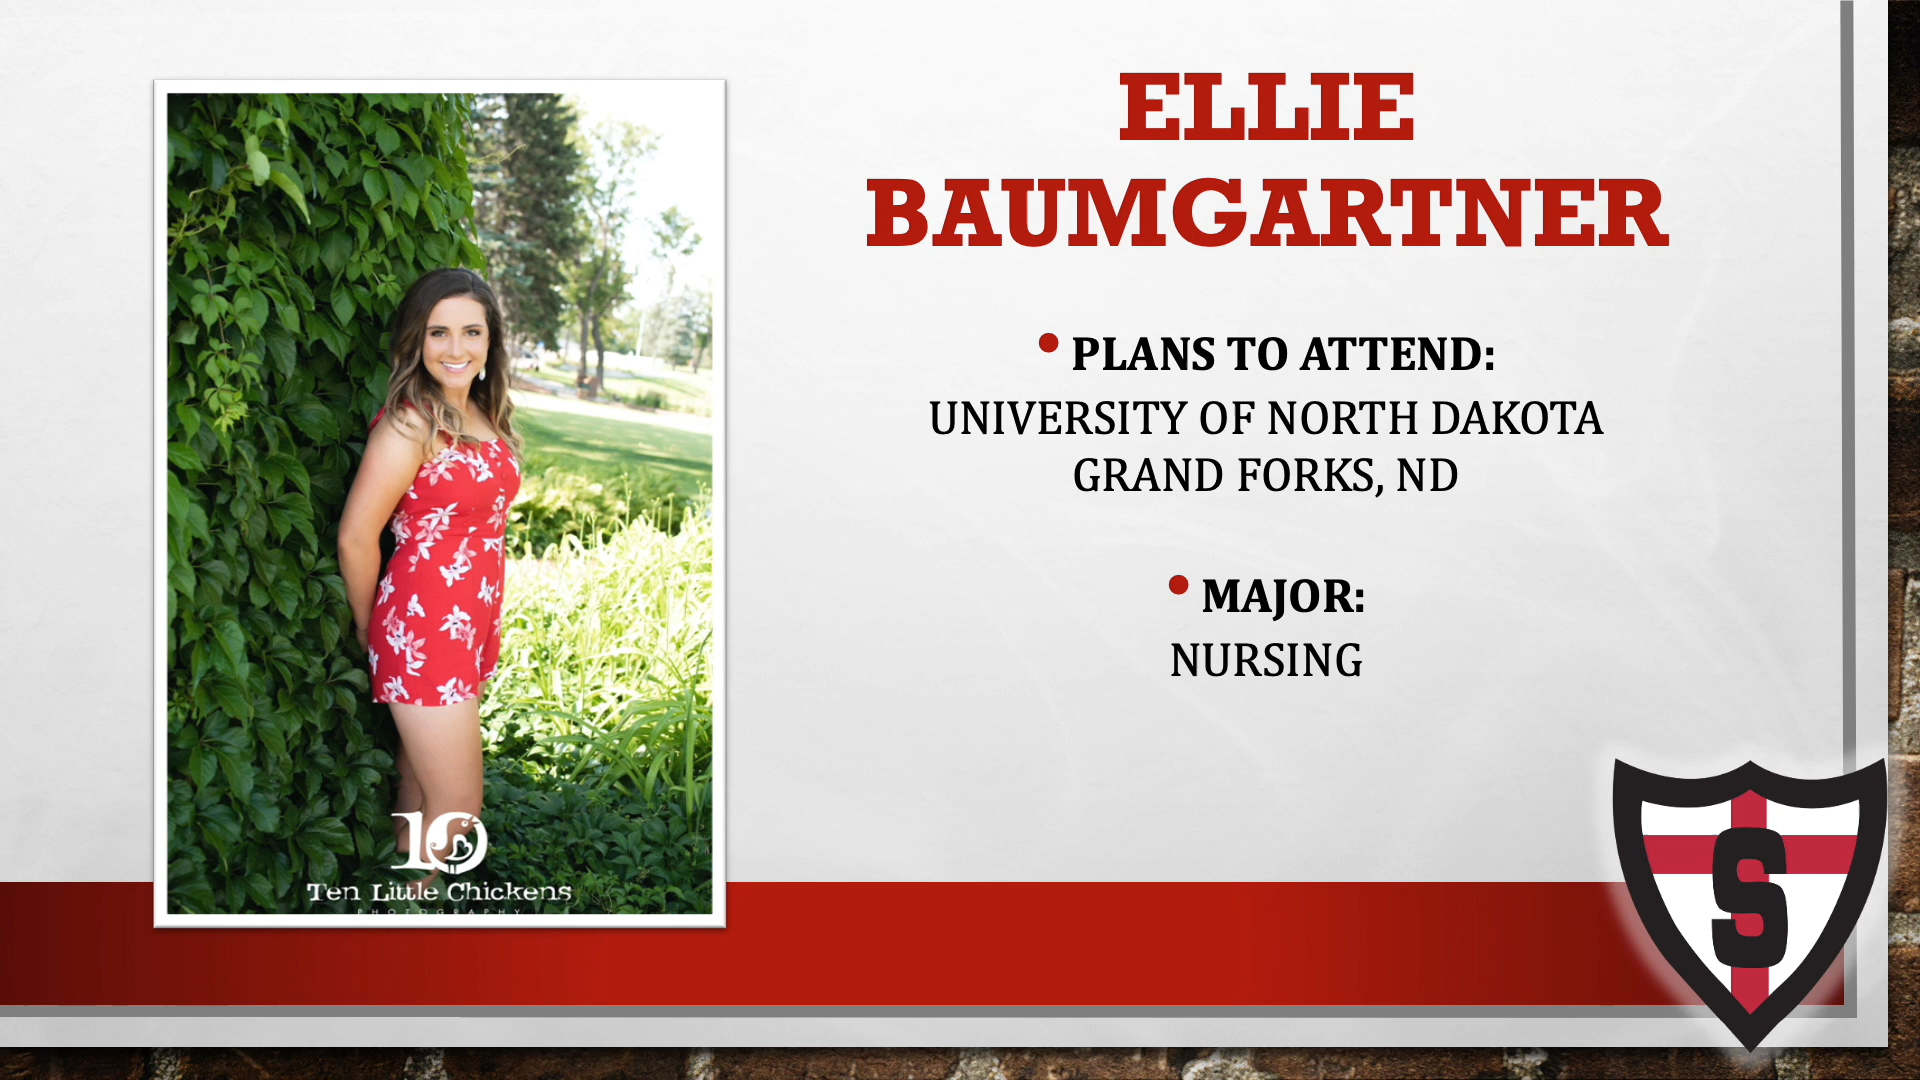 ELLIE
BAUMGARTNER
• PLANS TO ATTEND:
UNIVERSITY OF NORTH DAKOTA
GRAND FORKS, ND
• MAJOR:
NURSING
10
Ten Little Chickens
PHOTOGRAPHY
S